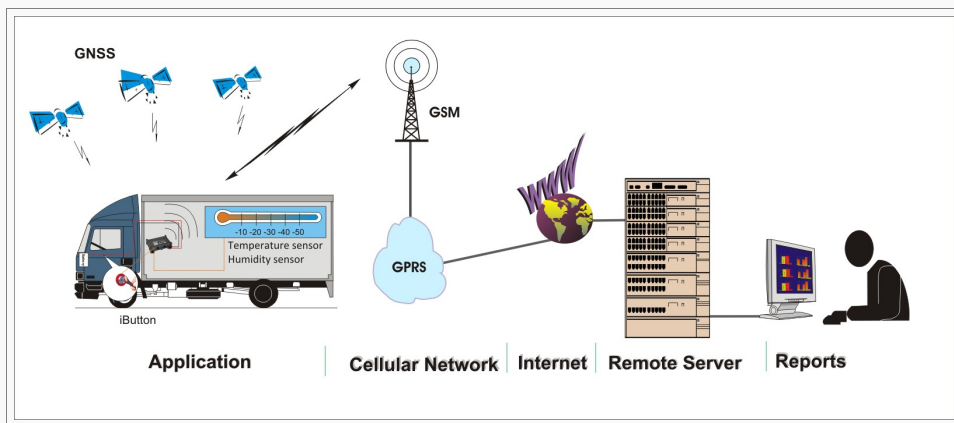 GNSS
GSM
WWW
-10 -20 -30 -40 -50
Temperature sensor
Humidity sensor
GPRS
iButton
Application
Cellular Network
Internet
Remote Server
Reports